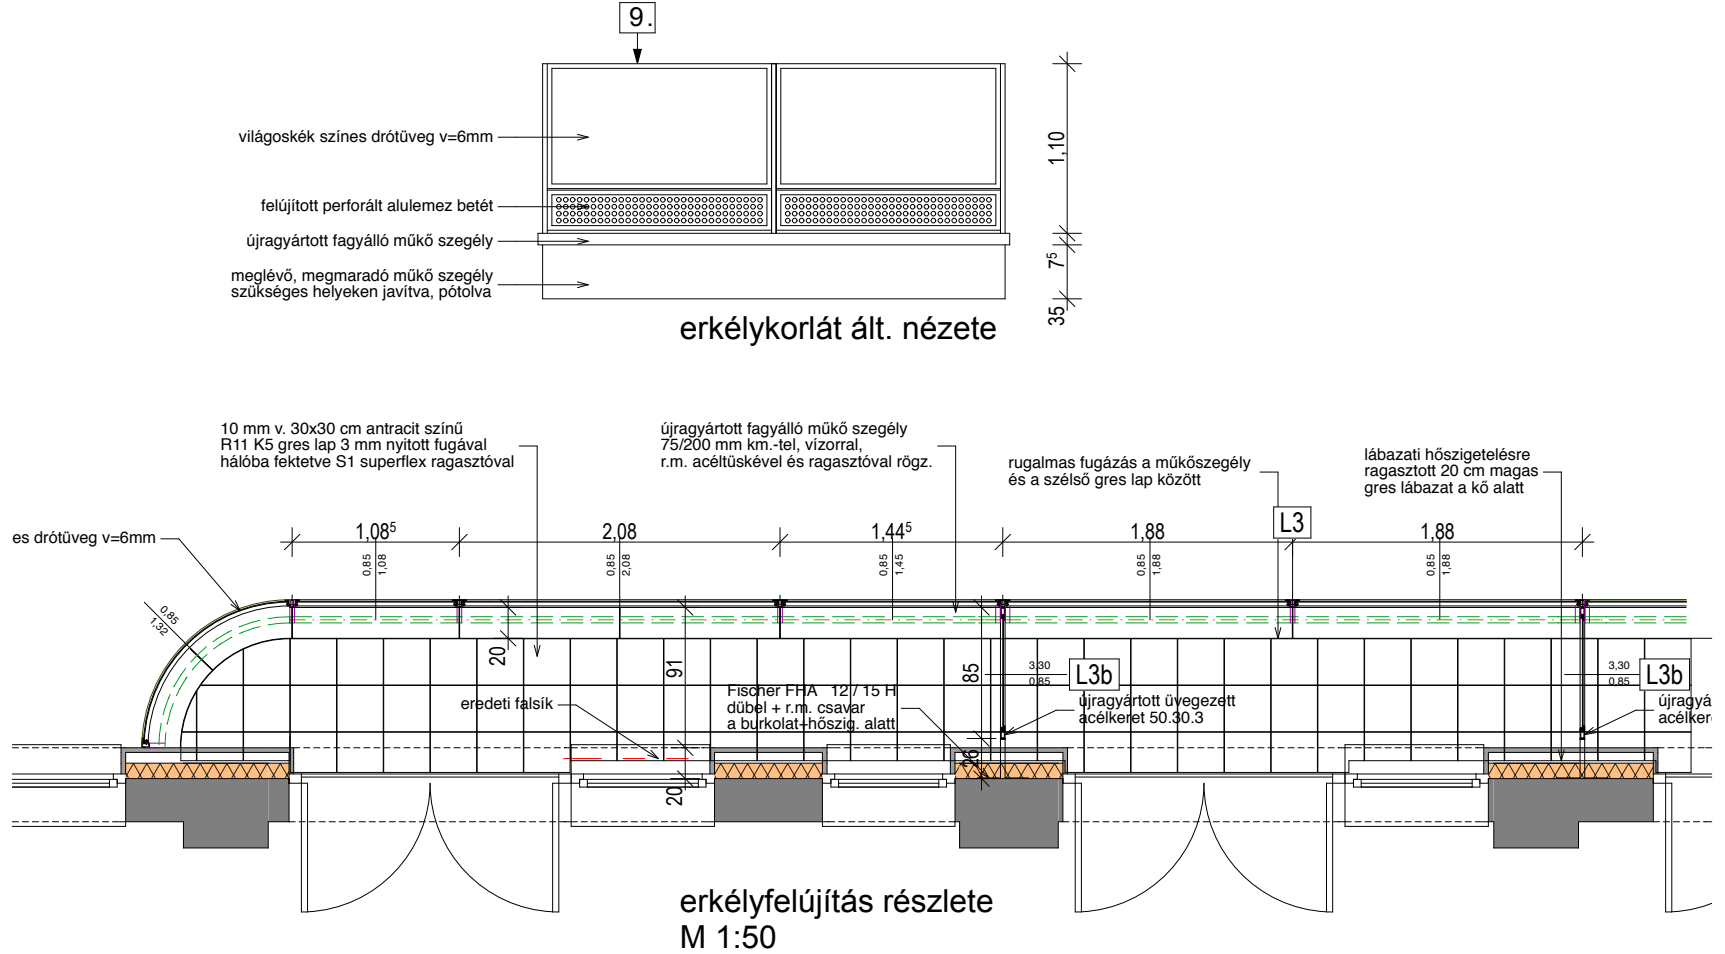 9.
világoskék színes drótüveg v=6mm
felújított perforált alulemez betét
újragyártott fagyálló műkő szegély
meglévő, megmaradó műkő szegély
szükséges helyeken javítva, pótolva
1,10
7⁵
35
erkélykorlát ált. nézete
10 mm v. 30x30 cm antracit színű
R11 K5 gres lap 3 mm nyitott fugával
hálóba fektetve S1 superflex ragasztóval
újragyártott fagyálló műkő szegély
75/200 mm km.-tel, vízorral,
r.m. acéltüskével és ragasztóval rögz.
rugalmas fugázás a műkőszegély
és a szélső gres lap között
lábazati hőszigetelésre
ragasztott 20 cm magas
gres lábazat a kő alatt
L3
es drótüveg v=6mm
1,08⁵
2,08
1,44⁵
1,88
1,88
0,85
1,08
0,85
2,08
0,85
1,45
0,85
1,88
0,85
1,88
0,85
1,32
20
91
85
3,30
0,85
L3b
3,30
0,85
L3b
eredeti falsík
Fischer FHA 12 / 15 H
dübel + r.m. csavar
a burkolat+hőszig. alatt
újragyártott üvegezett
acélkeret 50.30.3
újragyá
acélker
26
20
erkélyfelújítás részlete
M 1:50